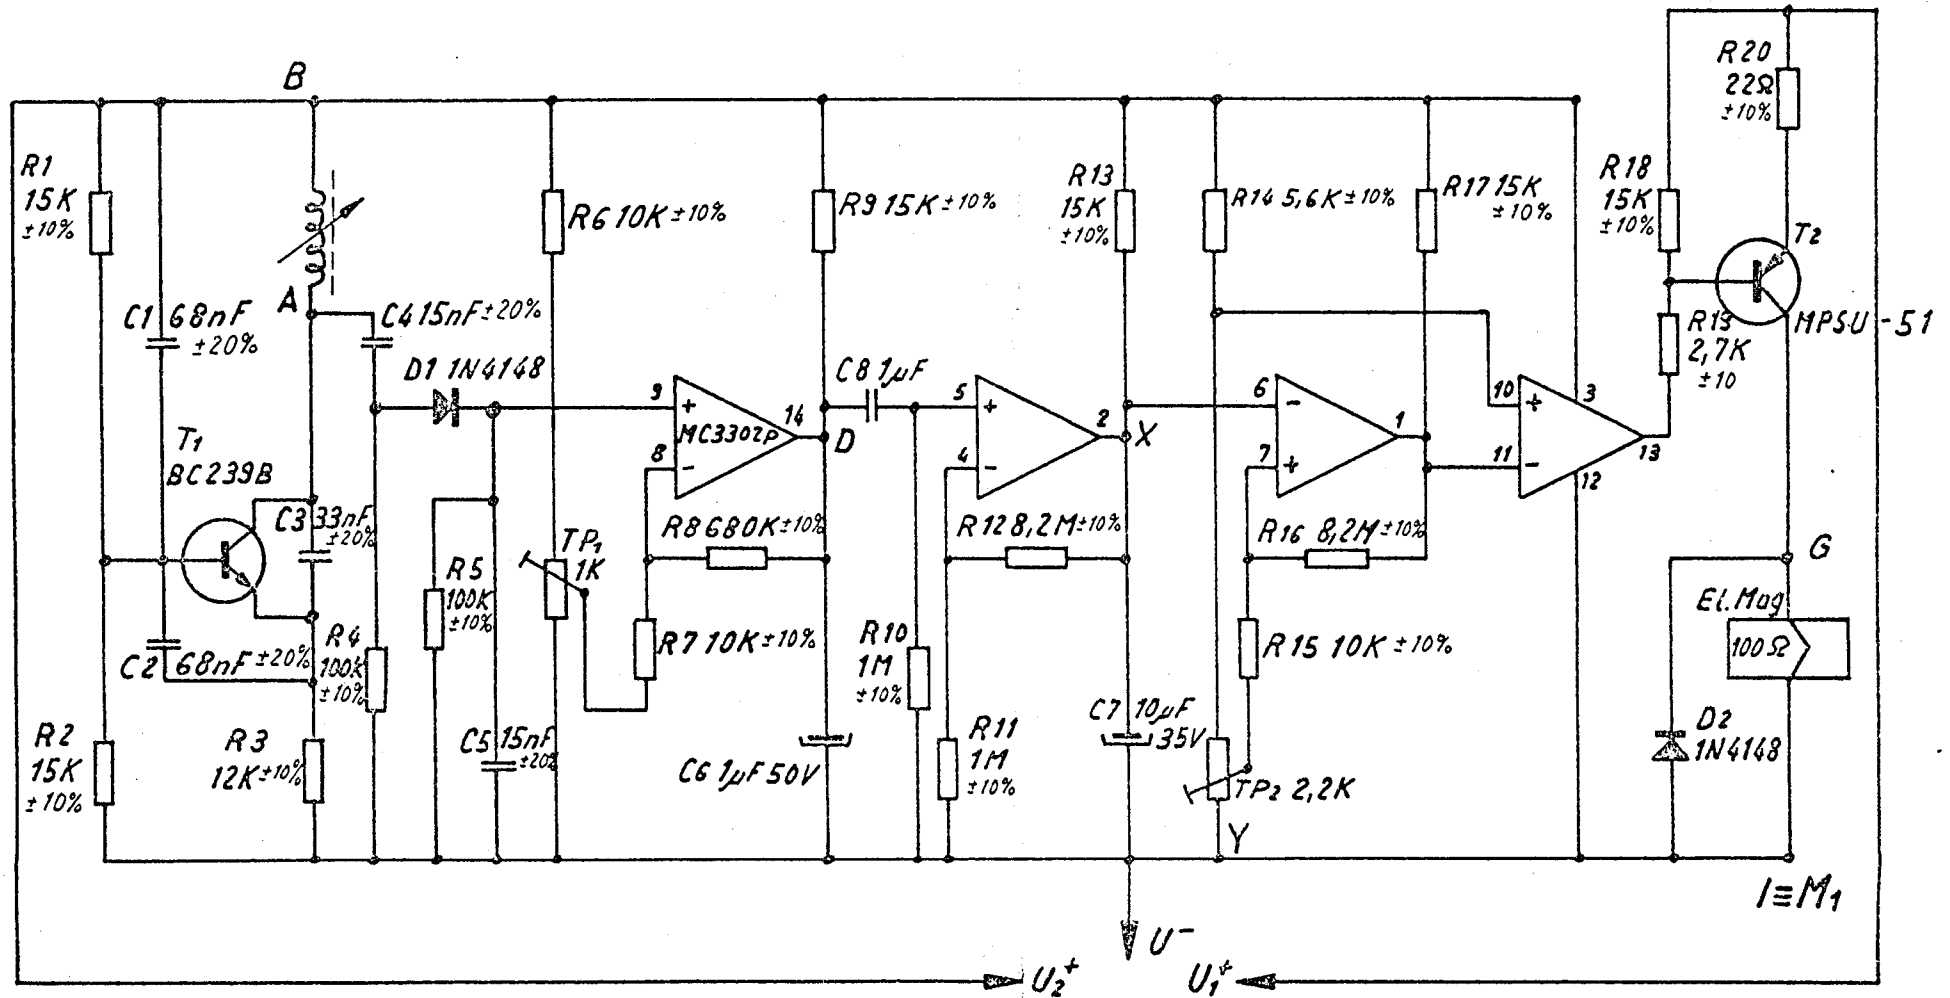 B
R1
15K
±10%
C1 68nF
±20%
A
C4 15nF ±20%
D1 1N4148
T1
BC239B
C3 33nF
±20%
C2 68nF ±20%
R2
15K
±10%
R3
12K ±10%
R4
100K
±10%
R5
100K
±10%
C5 15nF
±20%
R6 10K ±10%
TP1
1K
9
+
MC3302P
8
-
14
D
R7 10K ±10%
R8 680K ±10%
R9 15K ±10%
C6 1µF 50V
C8 1µF
R10
1M
±10%
5
+
4
-
2
X
R12 8,2M ±10%
R11
1M
±10%
R13
15K
±10%
C7 10µF
35V
R14 5,6K ±10%
6
-
7
+
1
R16 8,2M ±10%
R15 10K ±10%
TP2 2,2K
Y
R17 15K
±10%
10
+
11
-
3
12
13
R18
15K
±10%
R19
2,7K
±10
R20
22Ω
±10%
T2
MPSU-51
G
El.Mag
100Ω
D2
1N4148
I≡M1
U-
U2+
U1+